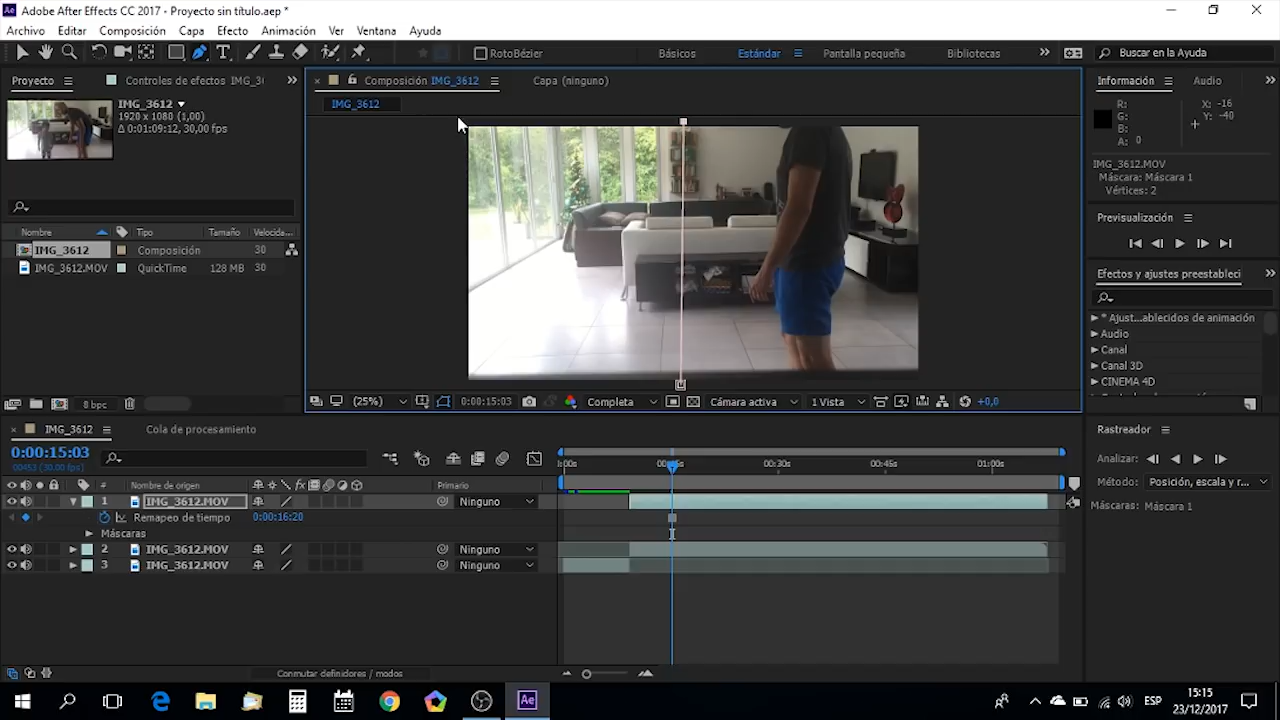 Ae Adobe After Effects CC 2017 - Proyecto sin título.aep *
Archivo Editar Composición Capa Efecto Animación Ver Ventana Ayuda
RotoBézier Básicos Estándar Pantalla pequeña Bibliotecas Buscar en la Ayuda
Proyecto Controles de efectos IMG_3( Composición IMG_3612 Capa (ninguno) Información Audio
IMG_3612
IMG_3612
1920 x 1080 (1,00)
Δ 0:01:09:12, 30,00 fps
R: X: -16
G: Y: -40
B:
A: 0
IMG_3612.MOV
Máscara: Máscara 1
Vértices: 2
Previsualización
Nombre Tipo Tamaño Velocida..
IMG_3612 Composición 30
IMG_3612.MOV QuickTime 128 MB 30
Efectos y ajustes preestableci
* Ajust...ablecidos de animación
Audio
Canal
Canal 3D
CINEMA 4D
8 bpc (25%) 0:00:15:03 Completa Cámara activa 1 Vista +0,0
IMG_3612 Cola de procesamiento Rastreador
0:00:15:03
00453 (30.00 fps)
Analizar:
Método: Posición, escala y r...
Máscaras: Máscara 1
# Nombre de origen Primario
:00s 00:30s 00:45s 01:00s
1 IMG_3612.MOV Ninguno
Remapeo de tiempo 0:00:16:20
Máscaras
2 IMG_3612.MOV Ninguno
3 IMG_3612.MOV Ninguno
Conmutar definidores / modos
Ae ESP 15:15
23/12/2017